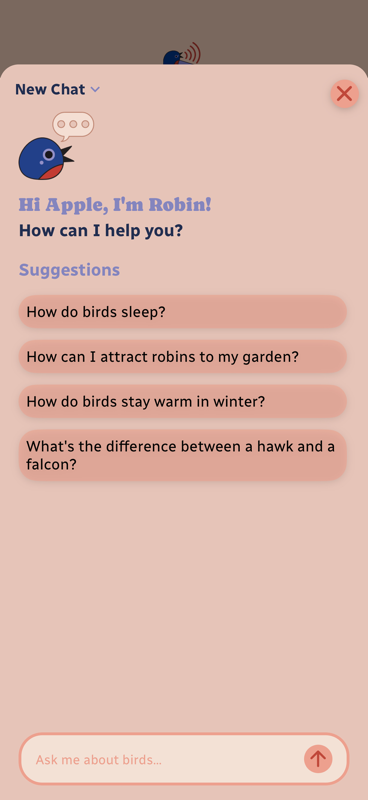 New Chat
Hi Apple, I'm Robin!
How can I help you?
Suggestions
How do birds sleep?
How can I attract robins to my garden?
How do birds stay warm in winter?
What's the difference between a hawk and a
falcon?
Ask me about birds...